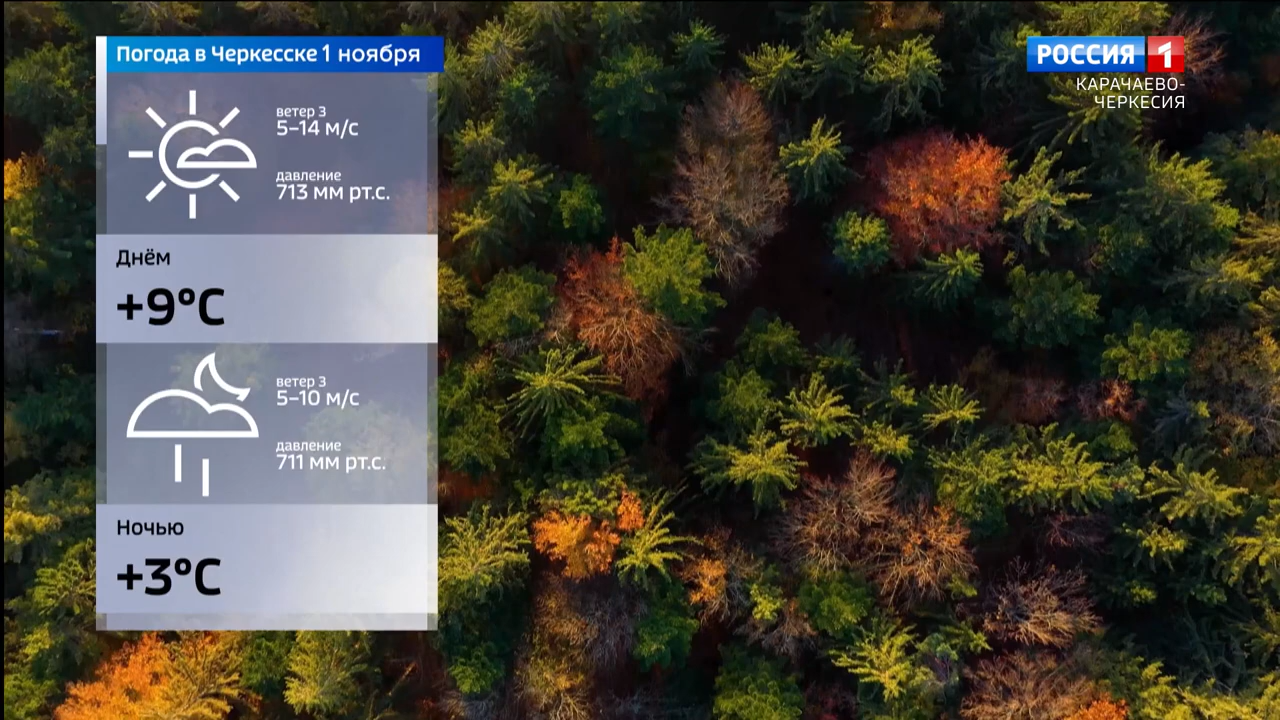 Погода в Черкесске 1 ноября
РОССИЯ 1
КАРАЧАЕВО-
ЧЕРКЕСИЯ
ветер З
5–14 м/с
давление
713 мм рт.с.
Днём
+9°C
ветер З
5–10 м/с
давление
711 мм рт.с.
Ночью
+3°C